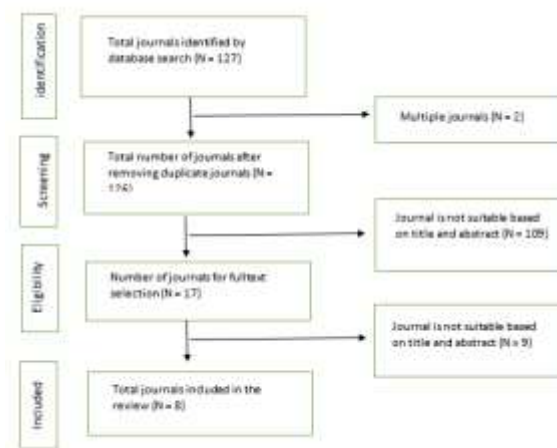 identification
Total journals identified by
database search (N = 127)
Multiple journals (N = 2)
Screening
Total number of journals after
removing duplicate journals (N =
126)
Journal is not suitable based
on title and abstract (N = 109)
Eligibility
Number of journals for fulltext
selection (N = 17)
Journal is not suitable based
on title and abstract (N = 9)
Included
Total journals included in the
review (N = 8)